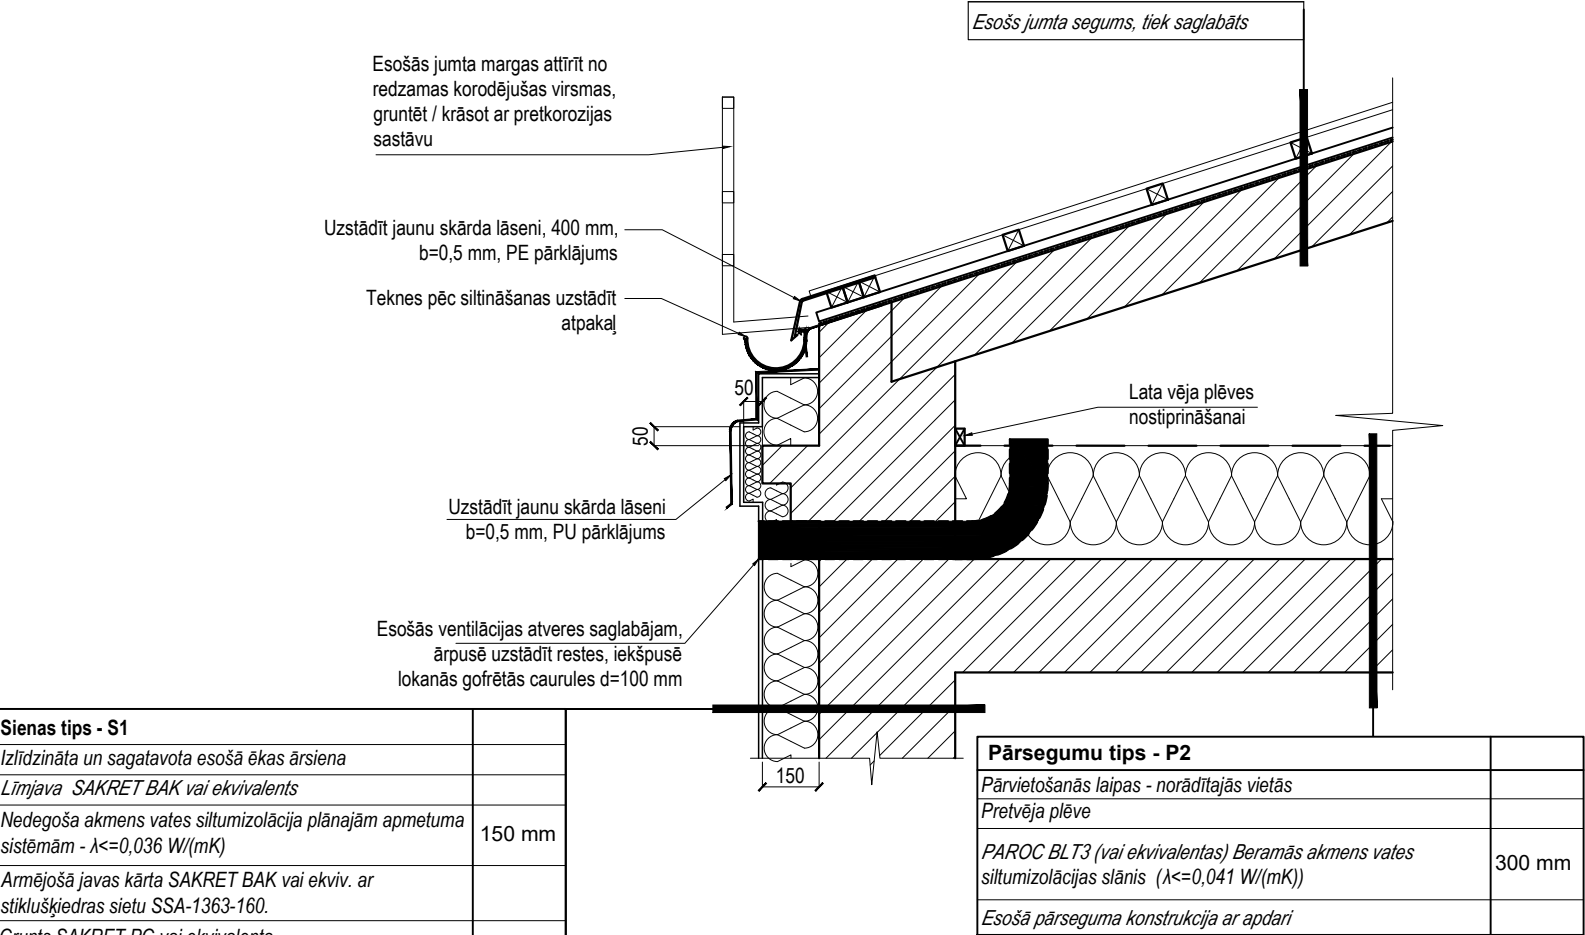 Esošs jumta segums, tiek saglabāts
Esošās jumta margas attīrīt no
redzamas korodējušas virsmas,
gruntēt / krāsot ar pretkorozijas
sastāvu
Uzstādīt jaunu skārda lāseni, 400 mm,
b=0,5 mm, PE pārklājums
Teknes pēc siltināšanas uzstādīt
atpakaļ
50
50
Lata vēja plēves
nostiprināšanai
Uzstādīt jaunu skārda lāseni
b=0,5 mm, PU pārklājums
Esošās ventilācijas atveres saglabājam,
ārpusē uzstādīt restes, iekšpusē
lokanās gofrētās caurules d=100 mm
150
Sienas tips - S1
Izlīdzināta un sagatavota esošā ēkas ārsiena
Līmjava SAKRET BAK vai ekvivalents
Nedegoša akmens vates siltumizolācija plānajām apmetuma
sistēmām - λ<=0,036 W/(mK)
150 mm
Armējošā javas kārta SAKRET BAK vai ekviv. ar
stiklušķiedras sietu SSA-1363-160.
Grunts SAKRET PG vai ekvivalents
Pārsegumu tips - P2
Pārvietošanās laipas - norādītajās vietās
Pretvēja plēve
PAROC BLT3 (vai ekvivalentas) Beramās akmens vates
siltumizolācijas slānis (λ<=0,041 W/(mK))
300 mm
Esošā pārseguma konstrukcija ar apdari